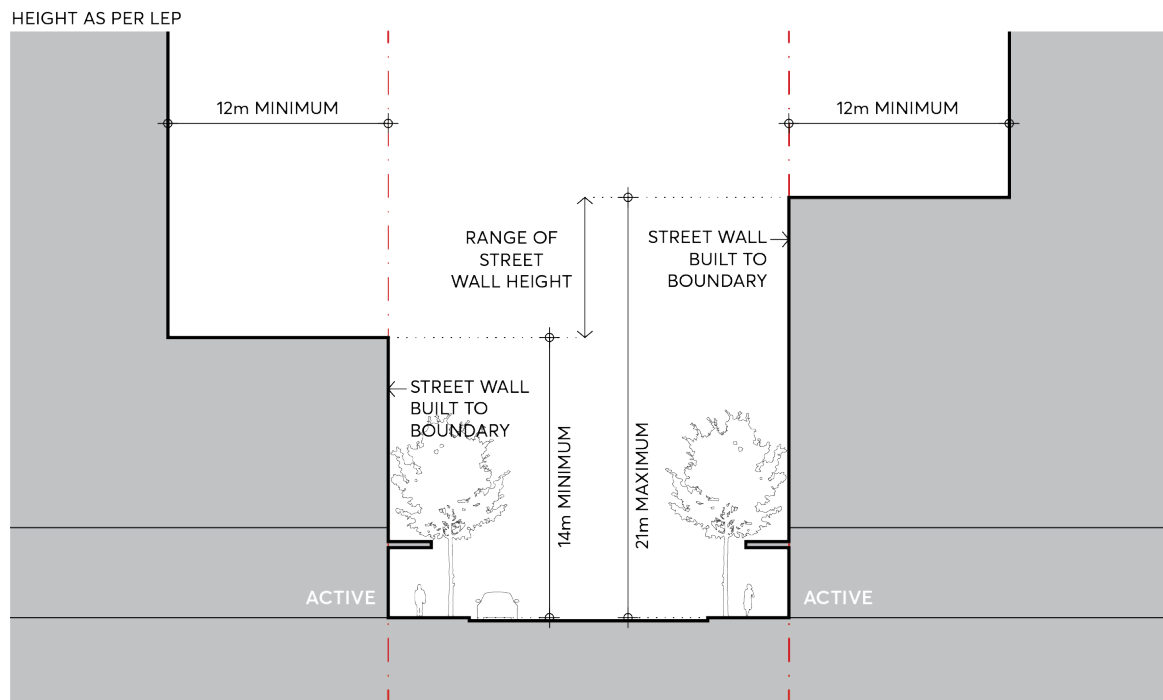 HEIGHT AS PER LEP
12m MINIMUM
12m MINIMUM
RANGE OF
STREET
WALL HEIGHT
STREET WALL
BUILT TO
BOUNDARY
STREET WALL
BUILT TO
BOUNDARY
14m MINIMUM
21m MAXIMUM
ACTIVE
ACTIVE